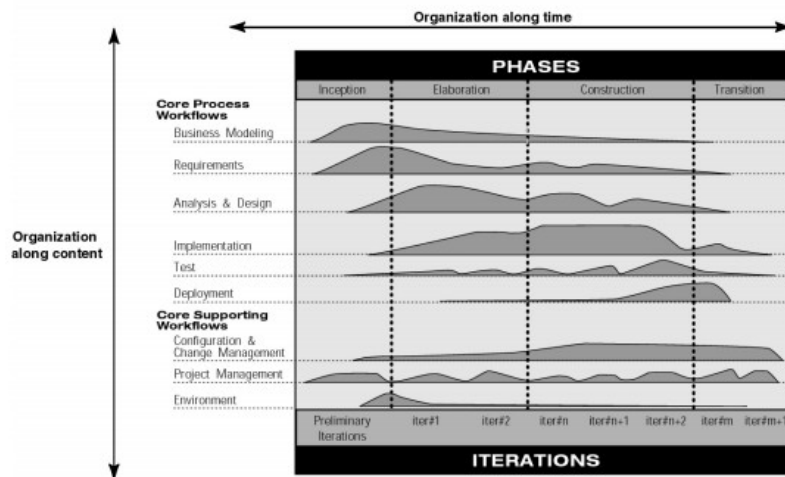 Organization along time
PHASES
Inception Elaboration Construction Transition
Core Process
Workflows
Business Modeling
Requirements
Analysis & Design
Organization
along content
Implementation
Test
Deployment
Core Supporting
Workflows
Configuration &
Change Management
Project Management
Environment
Preliminary
Iterations
iter#1 iter#2 iter#n iter#n+1 iter#n+2 iter#m iter#m+1
ITERATIONS